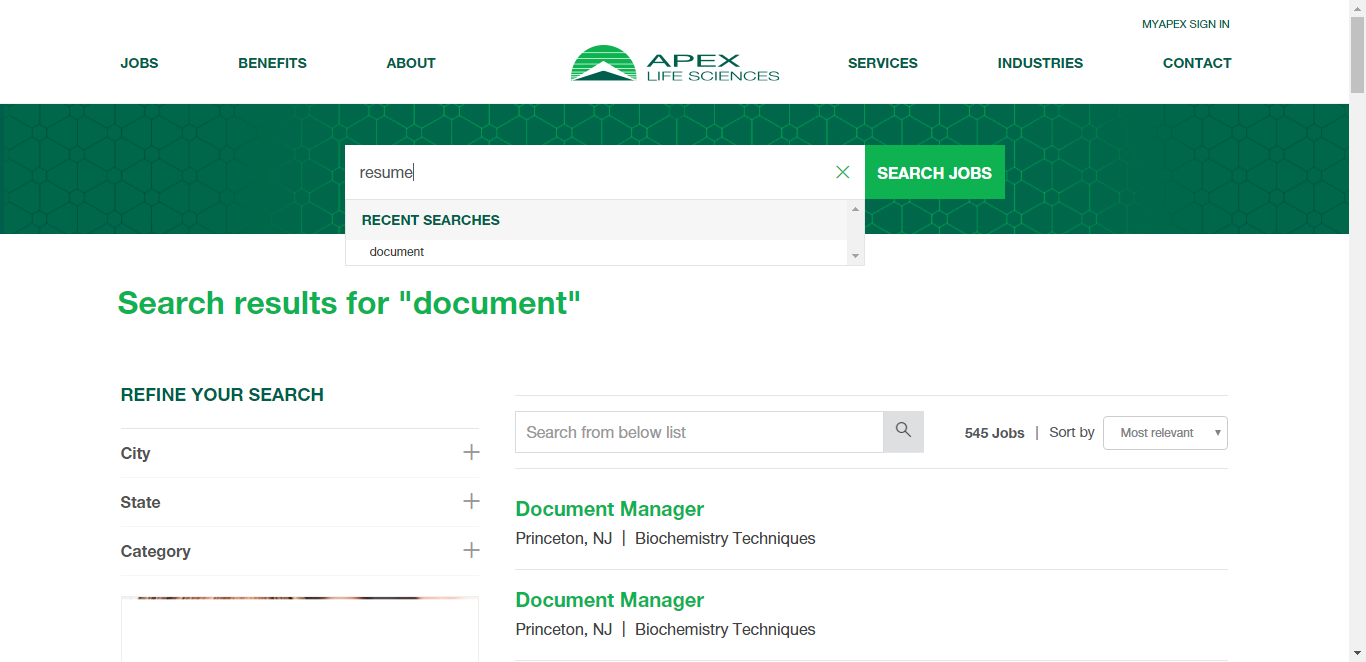 MYAPEX SIGN IN
JOBS BENEFITS ABOUT APEX LIFE SCIENCES SERVICES INDUSTRIES CONTACT
resume SEARCH JOBS
RECENT SEARCHES
document
Search results for "document"
REFINE YOUR SEARCH
Search from below list 545 Jobs | Sort by Most relevant
City
State
Category
Document Manager
Princeton, NJ | Biochemistry Techniques
Document Manager
Princeton, NJ | Biochemistry Techniques